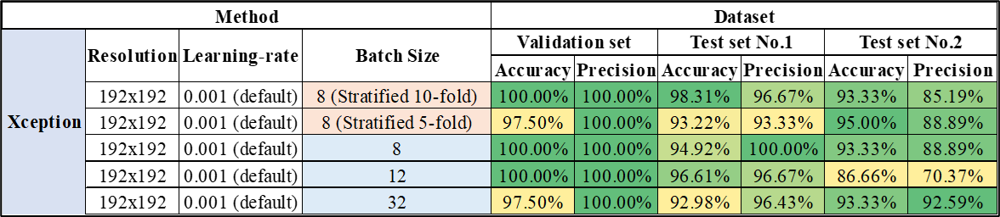 Method Dataset
Xception Resolution Learning-rate Batch Size Validation set Test set No.1 Test set No.2
Accuracy Precision Accuracy Precision Accuracy Precision
192x192 0.001 (default) 8 (Stratified 10-fold) 100.00% 100.00% 98.31% 96.67% 93.33% 85.19%
192x192 0.001 (default) 8 (Stratified 5-fold) 97.50% 100.00% 93.22% 93.33% 95.00% 88.89%
192x192 0.001 (default) 8 100.00% 100.00% 94.92% 100.00% 93.33% 88.89%
192x192 0.001 (default) 12 100.00% 100.00% 96.61% 96.67% 86.66% 70.37%
192x192 0.001 (default) 32 97.50% 100.00% 92.98% 96.43% 93.33% 92.59%